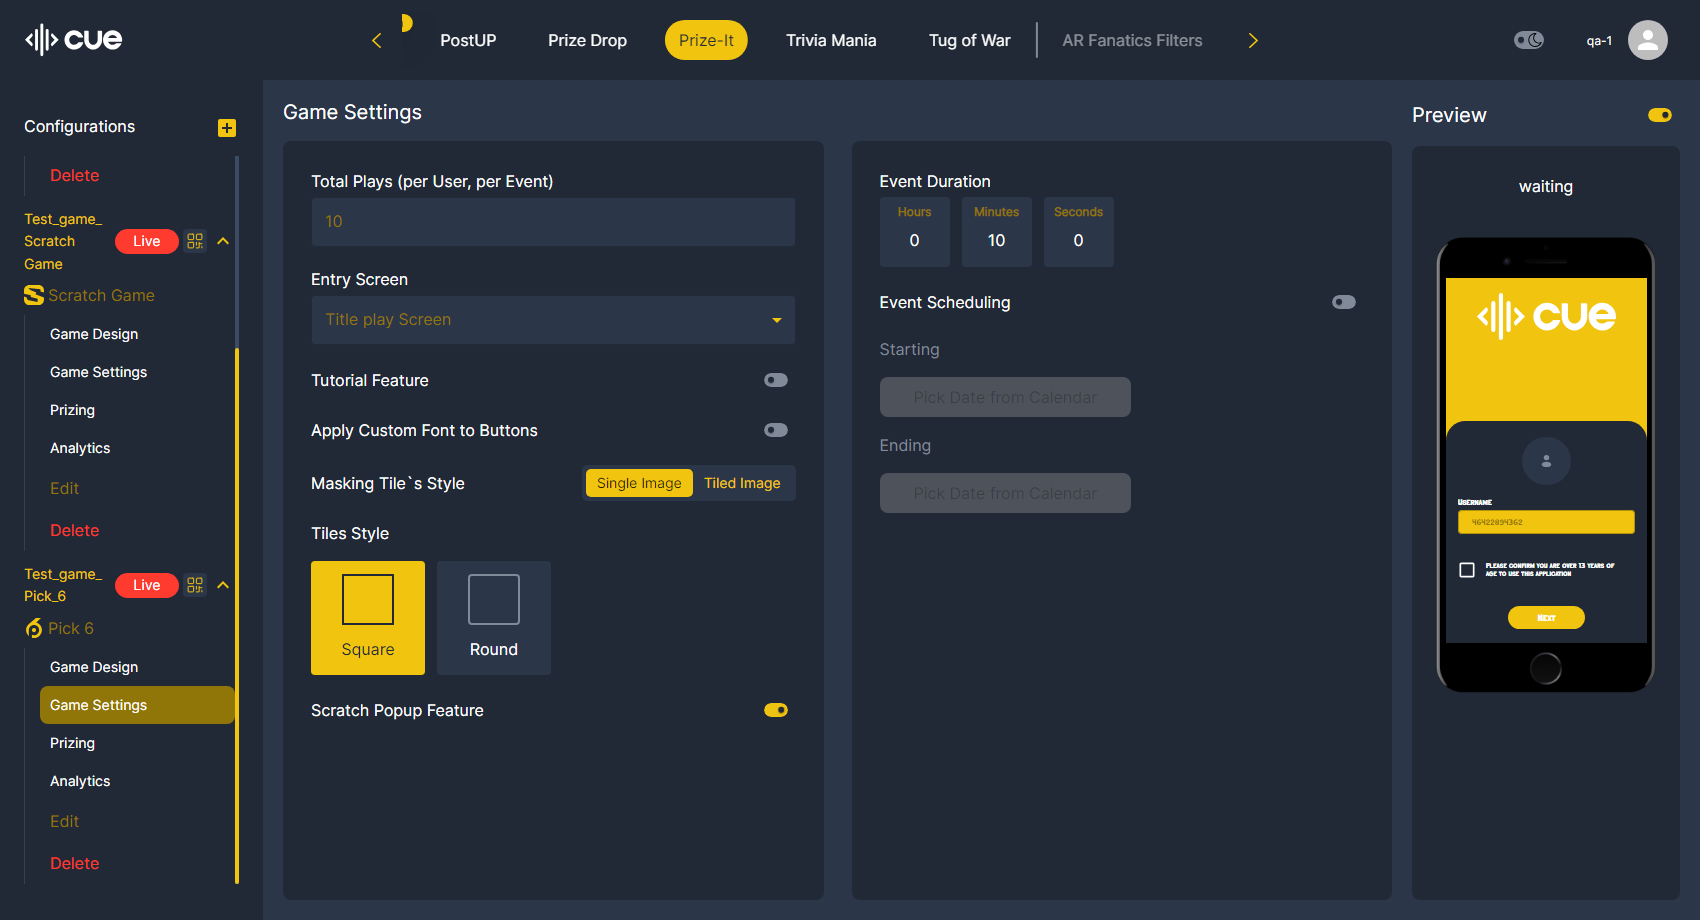 cue
PostUP
Prize Drop
Prize-It
Trivia Mania
Tug of War
AR Fanatics Filters
qa-1
Configurations
Delete
Test_game_
Scratch
Game
Live
Scratch Game
Game Design
Game Settings
Prizing
Analytics
Edit
Delete
Test_game_
Pick_6
Live
Pick 6
Game Design
Game Settings
Prizing
Analytics
Edit
Delete
Game Settings
Total Plays (per User, per Event)
10
Entry Screen
Title play Screen
Tutorial Feature
Apply Custom Font to Buttons
Masking Tile`s Style
Single Image
Tiled Image
Tiles Style
Square
Round
Scratch Popup Feature
Event Duration
Hours
0
Minutes
10
Seconds
0
Event Scheduling
Starting
Pick Date from Calendar
Ending
Pick Date from Calendar
Preview
waiting
cue
Username
46422894362
Please confirm you are over 13 years of
age to use this application
Next